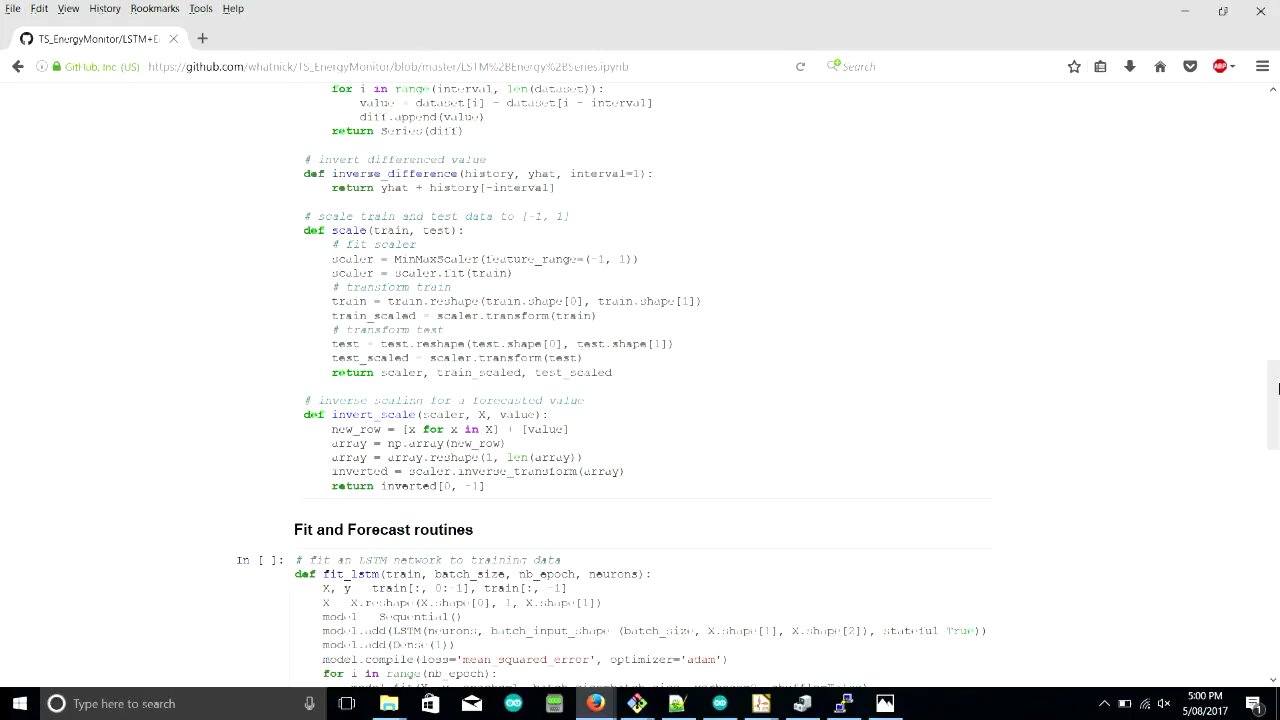 File Edit View History Bookmarks Tools Help
TS_EnergyMonitor/LSTM+E
GitHub, Inc. (US) https://github.com/whatnick/TS_EnergyMonitor/blob/master/LSTM%2BEnergy%2BSeries.ipynb Search
for i in range(interval, len(dataset)):
value = dataset[i] - dataset[i - interval]
diff.append(value)
return Series(diff)
# invert differenced value
def inverse_difference(history, yhat, interval=1):
return yhat + history[-interval]
# scale train and test data to [-1, 1]
def scale(train, test):
# fit scaler
scaler = MinMaxScaler(feature_range=(-1, 1))
scaler = scaler.fit(train)
# transform train
train = train.reshape(train.shape[0], train.shape[1])
train_scaled = scaler.transform(train)
# transform test
test = test.reshape(test.shape[0], test.shape[1])
test_scaled = scaler.transform(test)
return scaler, train_scaled, test_scaled
# inverse scaling for a forecasted value
def invert_scale(scaler, X, value):
new_row = [x for x in X] + [value]
array = np.array(new_row)
array = array.reshape(1, len(array))
inverted = scaler.inverse_transform(array)
return inverted[0, -1]
Fit and Forecast routines
In [ ]: # fit an LSTM network to training data
def fit_lstm(train, batch_size, nb_epoch, neurons):
X, y = train[:, 0:-1], train[:, -1]
X = X.reshape(X.shape[0], 1, X.shape[1])
model = Sequential()
model.add(LSTM(neurons, batch_input_shape=(batch_size, X.shape[1], X.shape[2]), stateful=True))
model.add(Dense(1))
model.compile(loss='mean_squared_error', optimizer='adam')
for i in range(nb_epoch):
Type here to search
5:00 PM
5/08/2017